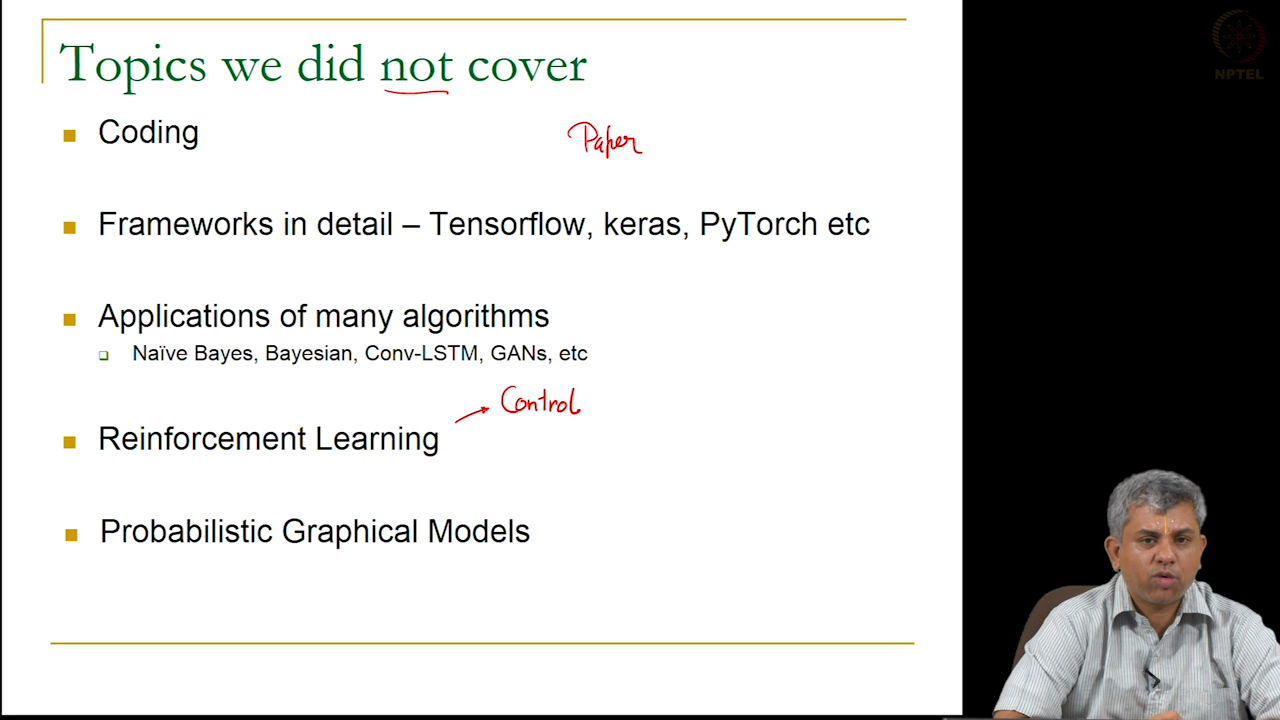 Topics we did not cover
Coding
Paper
Frameworks in detail – Tensorflow, keras, PyTorch etc
Applications of many algorithms
Naïve Bayes, Bayesian, Conv-LSTM, GANs, etc
Control
Reinforcement Learning
Probabilistic Graphical Models
NPTEL